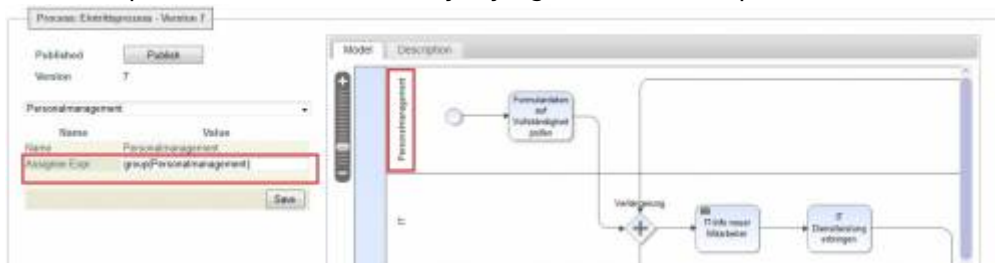 Process: Eintrittsprozess - Version 7
Published
Publish
Version
7
Personalmanagement
Name
Value
Name
Personalmanagement
Assignee Expr
group(Personalmanagement)
Save
Model
Description
Personalmanagement
Formulardaten
auf
Vollständigkeit
prüfen
IT
Verlängerung
IT-Info neuer
Mitarbeiter
IT
Dienstleistung
erbringen